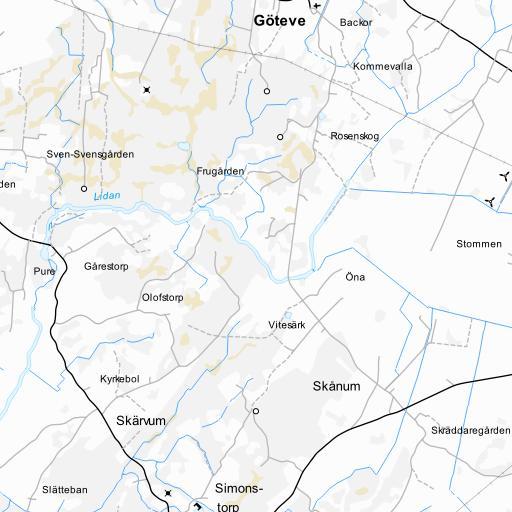 Göteve
Backor
Kommevalla
Rosenskog
Sven-Svensgården
Frugården
den
Lidan
Stommen
Pure
Gårestorp
Öna
Olofstorp
Vitesärk
Kyrkebol
Skånum
Skärvum
Skräddaregården
Slätteban
Simons-
torp